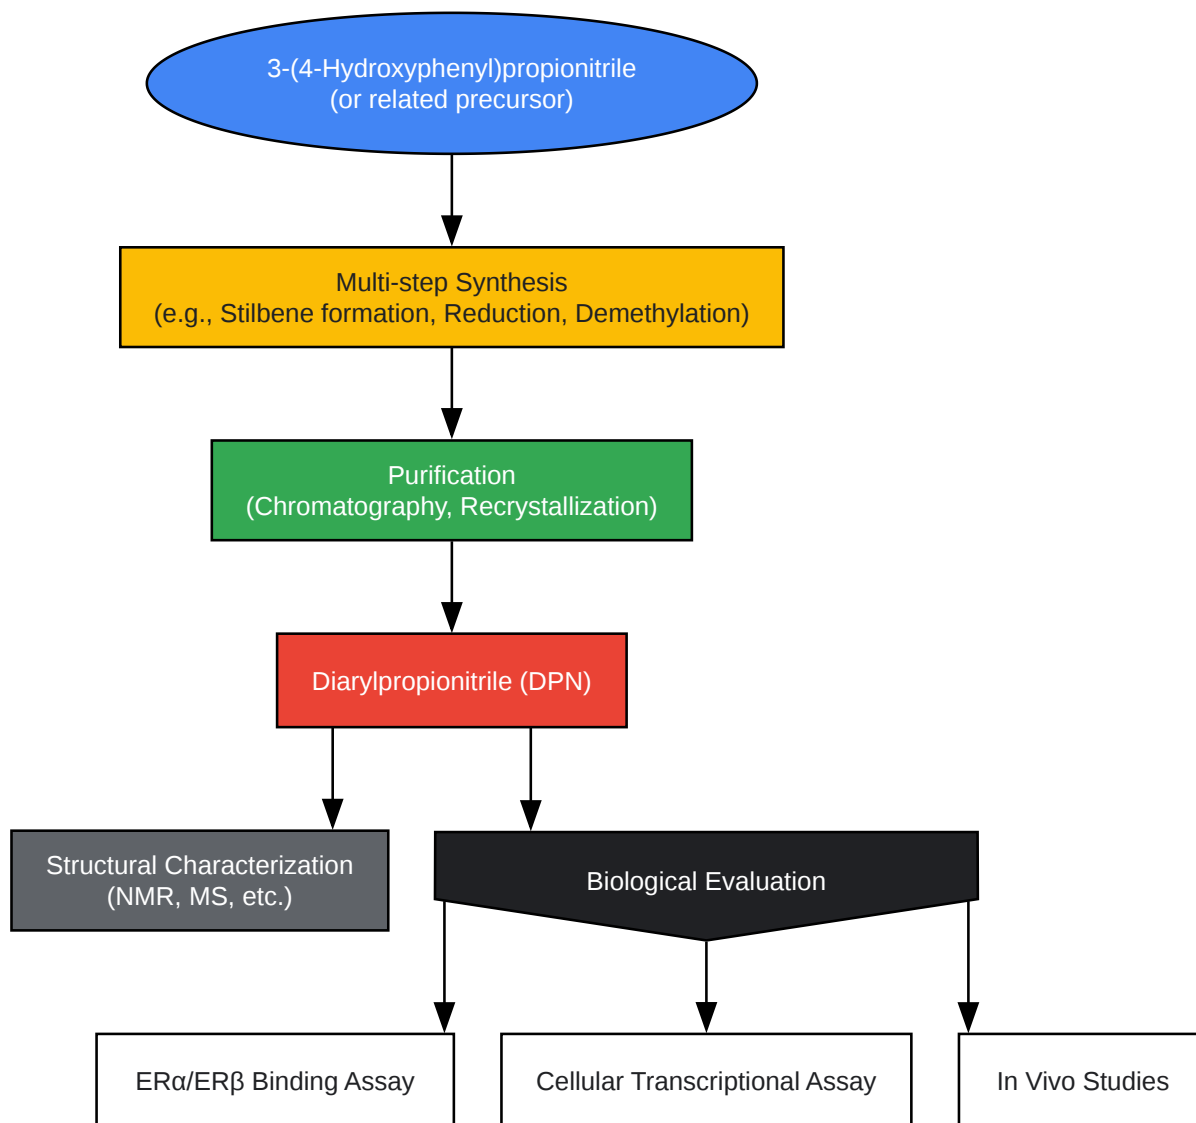 3-(4-Hydroxyphenyl)propionitrile
(or related precursor)
Multi-step Synthesis
(e.g., Stilbene formation, Reduction, Demethylation)
Purification
(Chromatography, Recrystallization)
Diarylpropionitrile (DPN)
Structural Characterization
(NMR, MS, etc.)
Biological Evaluation
ERα/ERβ Binding Assay
Cellular Transcriptional Assay
In Vivo Studies